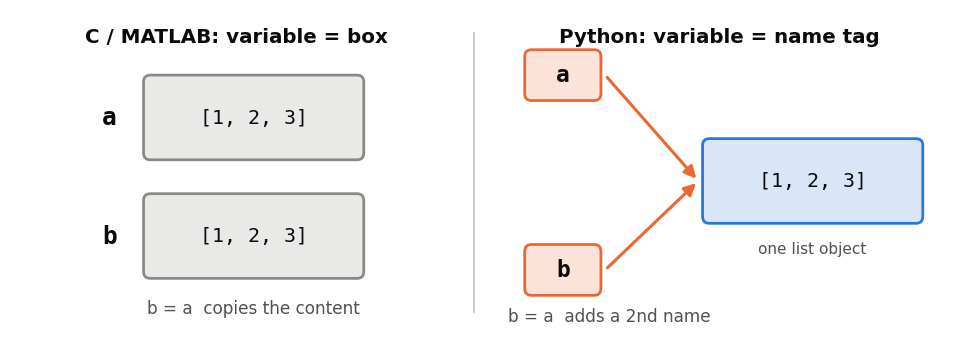 C / MATLAB: variable = box
a
[1, 2, 3]
b
[1, 2, 3]
b = a  copies the content
Python: variable = name tag
a
[1, 2, 3]
one list object
b
b = a  adds a 2nd name